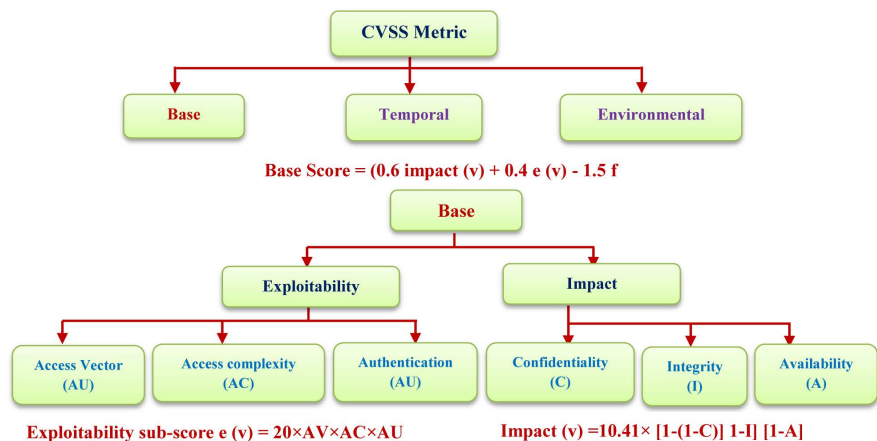 CVSS Metric
Base
Temporal
Environmental
Base Score = (0.6 impact (v) + 0.4 e (v) - 1.5 f
Base
Exploitability
Impact
Access Vector
(AU)
Access complexity
(AC)
Authentication
(AU)
Confidentiality
(C)
Integrity
(I)
Availability
(A)
Exploitability sub-score e (v) = 20×AV×AC×AU
Impact (v) =10.41× [1-(1-C)] 1-I] [1-A]